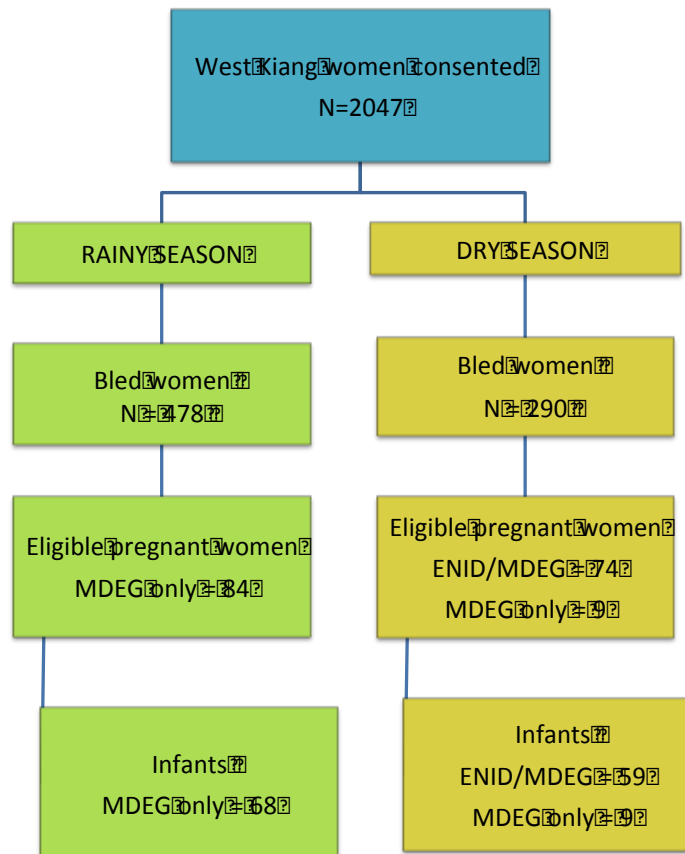 West Kiang women consented
N=2047
RAINY SEASON
Bled women
N = 478
Eligible pregnant women
MDEG only = 84
Infants
MDEG only = 68
DRY SEASON
Bled women
N = 290
Eligible pregnant women
ENID/MDEG = 74
MDEG only = 9
Infants
ENID/MDEG = 59
MDEG only = 9